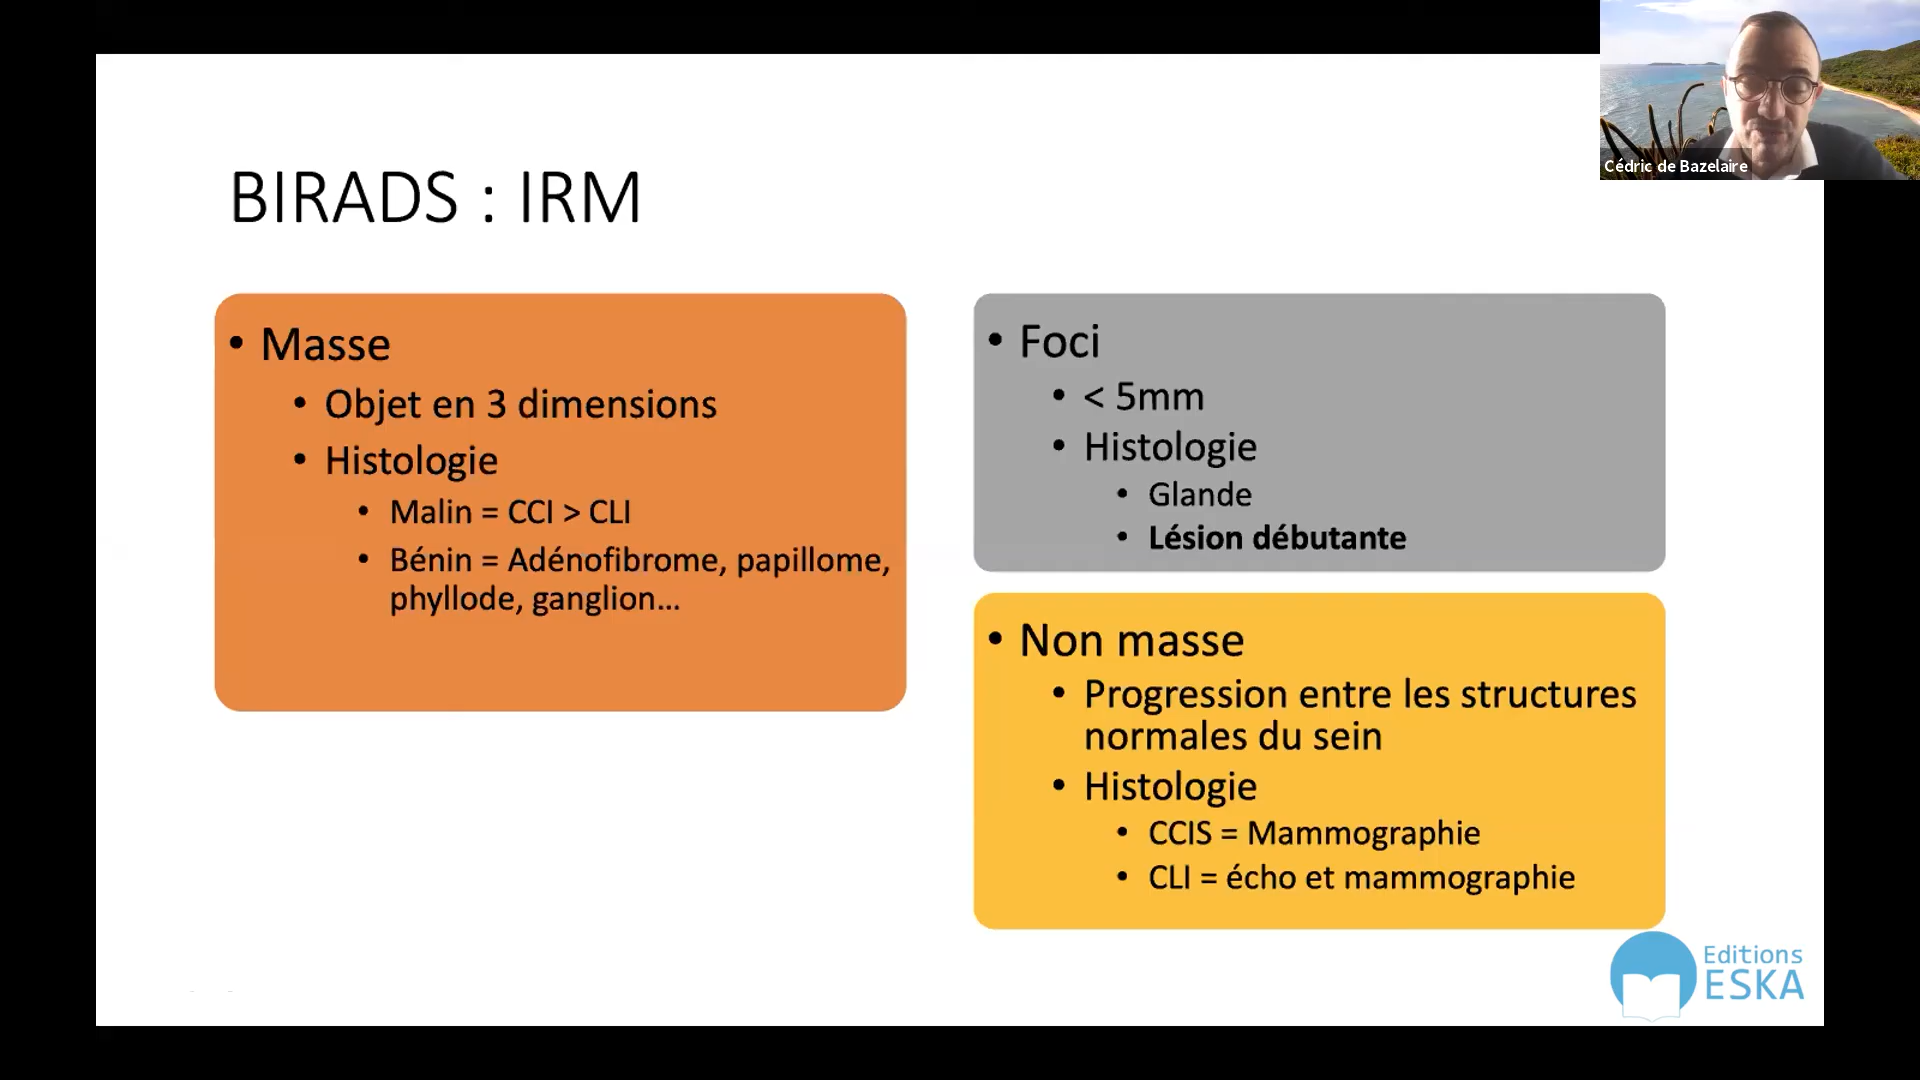 Cédric de Bazelaire
BIRADS : IRM
• Masse
• Objet en 3 dimensions
• Histologie
• Malin = CCI > CLI
• Bénin = Adénofibrome, papillome,
phyllode, ganglion...
• Foci
• < 5mm
• Histologie
• Glande
• Lésion débutante
• Non masse
• Progression entre les structures
normales du sein
• Histologie
• CCIS = Mammographie
• CLI = écho et mammographie
Editions
ESKA